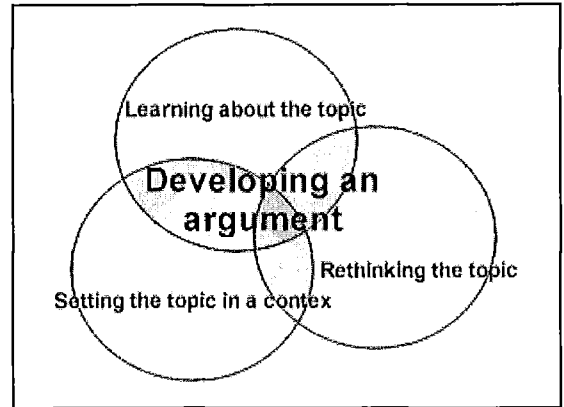 Learning about the topic
Developing an
argument
Rethinking the topic
Setting the topic in a contex